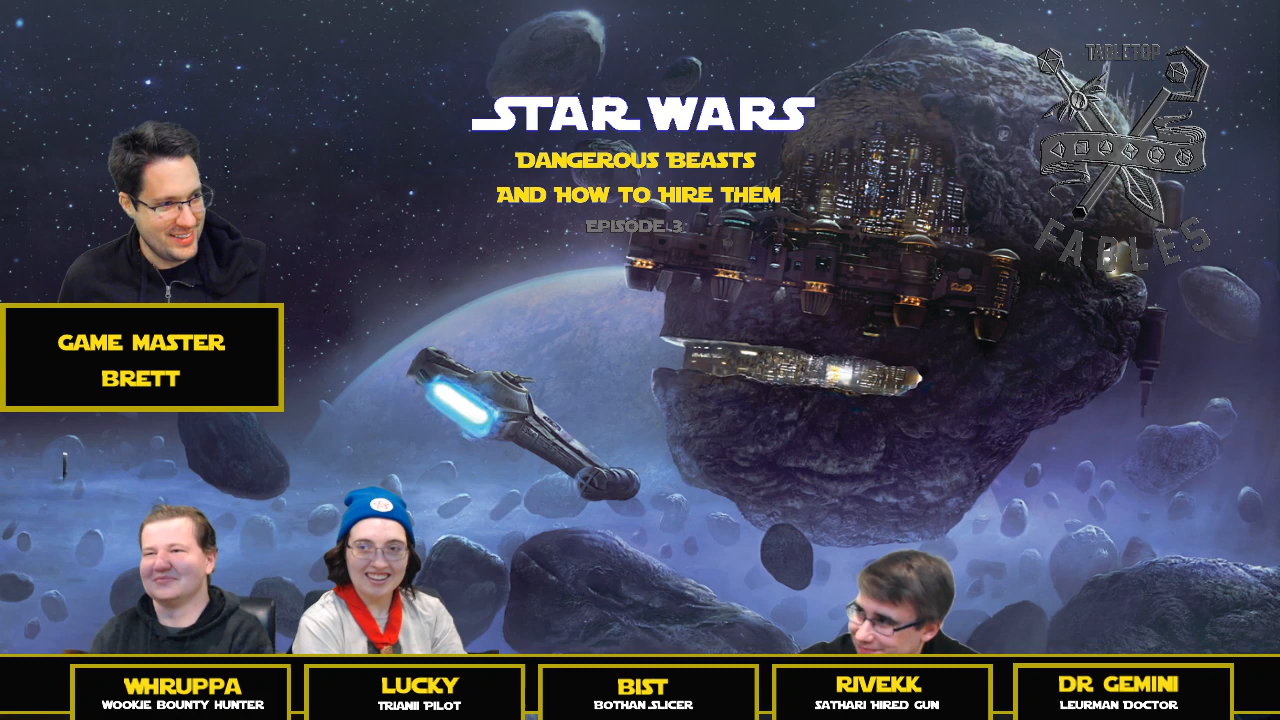 TABLETOP
FABLES
STAR WARS
DANGEROUS BEASTS
AND HOW TO HIRE THEM
EPISODE 3
GAME MASTER
BRETT
WHRUPPA
WOOKIE BOUNTY HUNTER
LUCKY
TRIANII PILOT
BIST
BOTHAN SLICER
RIVEKK
SATHARI HIRED GUN
DR GEMINI
LEURMAN DOCTOR